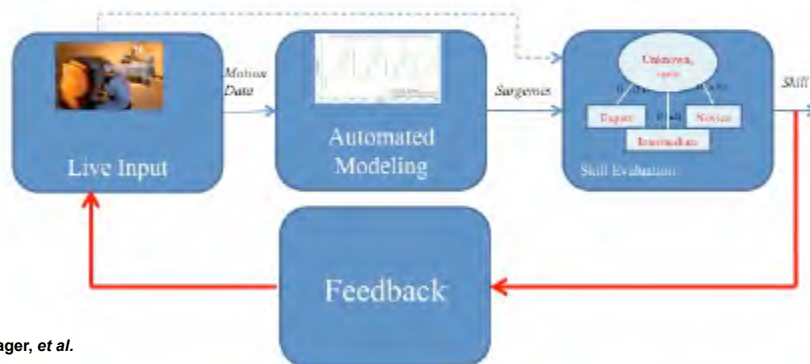 Motion
Data
Surgemes
Skill
Unknown,
Expert
Novice
Intermediate
Automated
Modeling
Live Input
Skill Evaluation
Feedback
ager, et al.